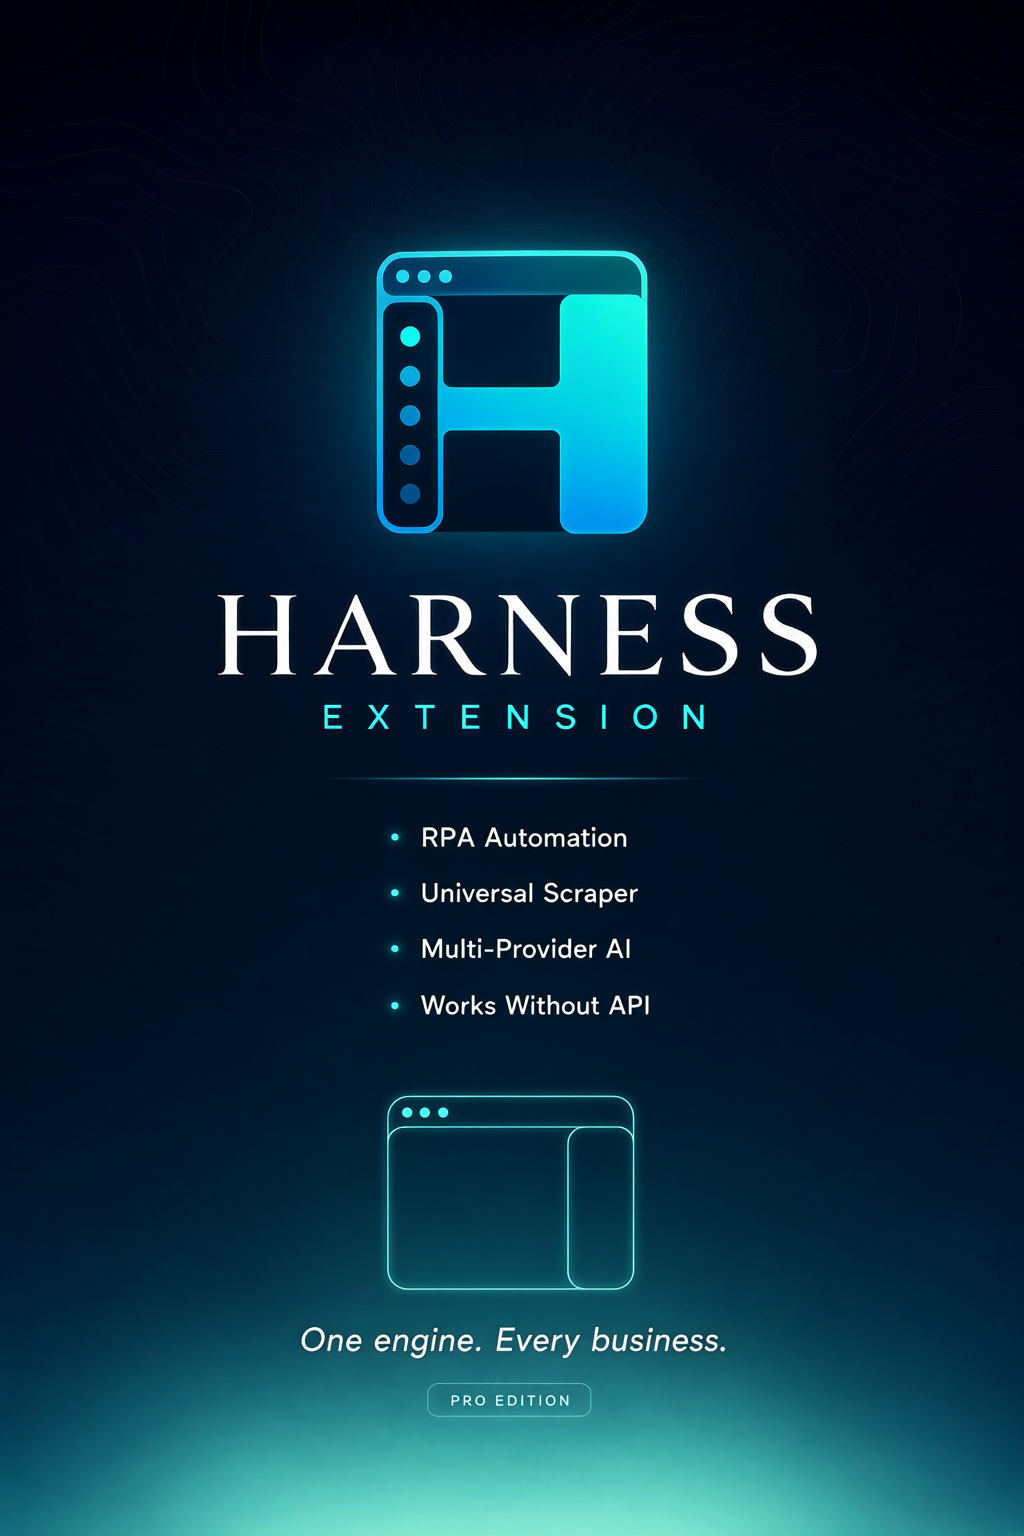 HARNESS
EXTENSION
• RPA Automation
• Universal Scraper
• Multi-Provider AI
• Works Without API
One engine. Every business.
PRO EDITION